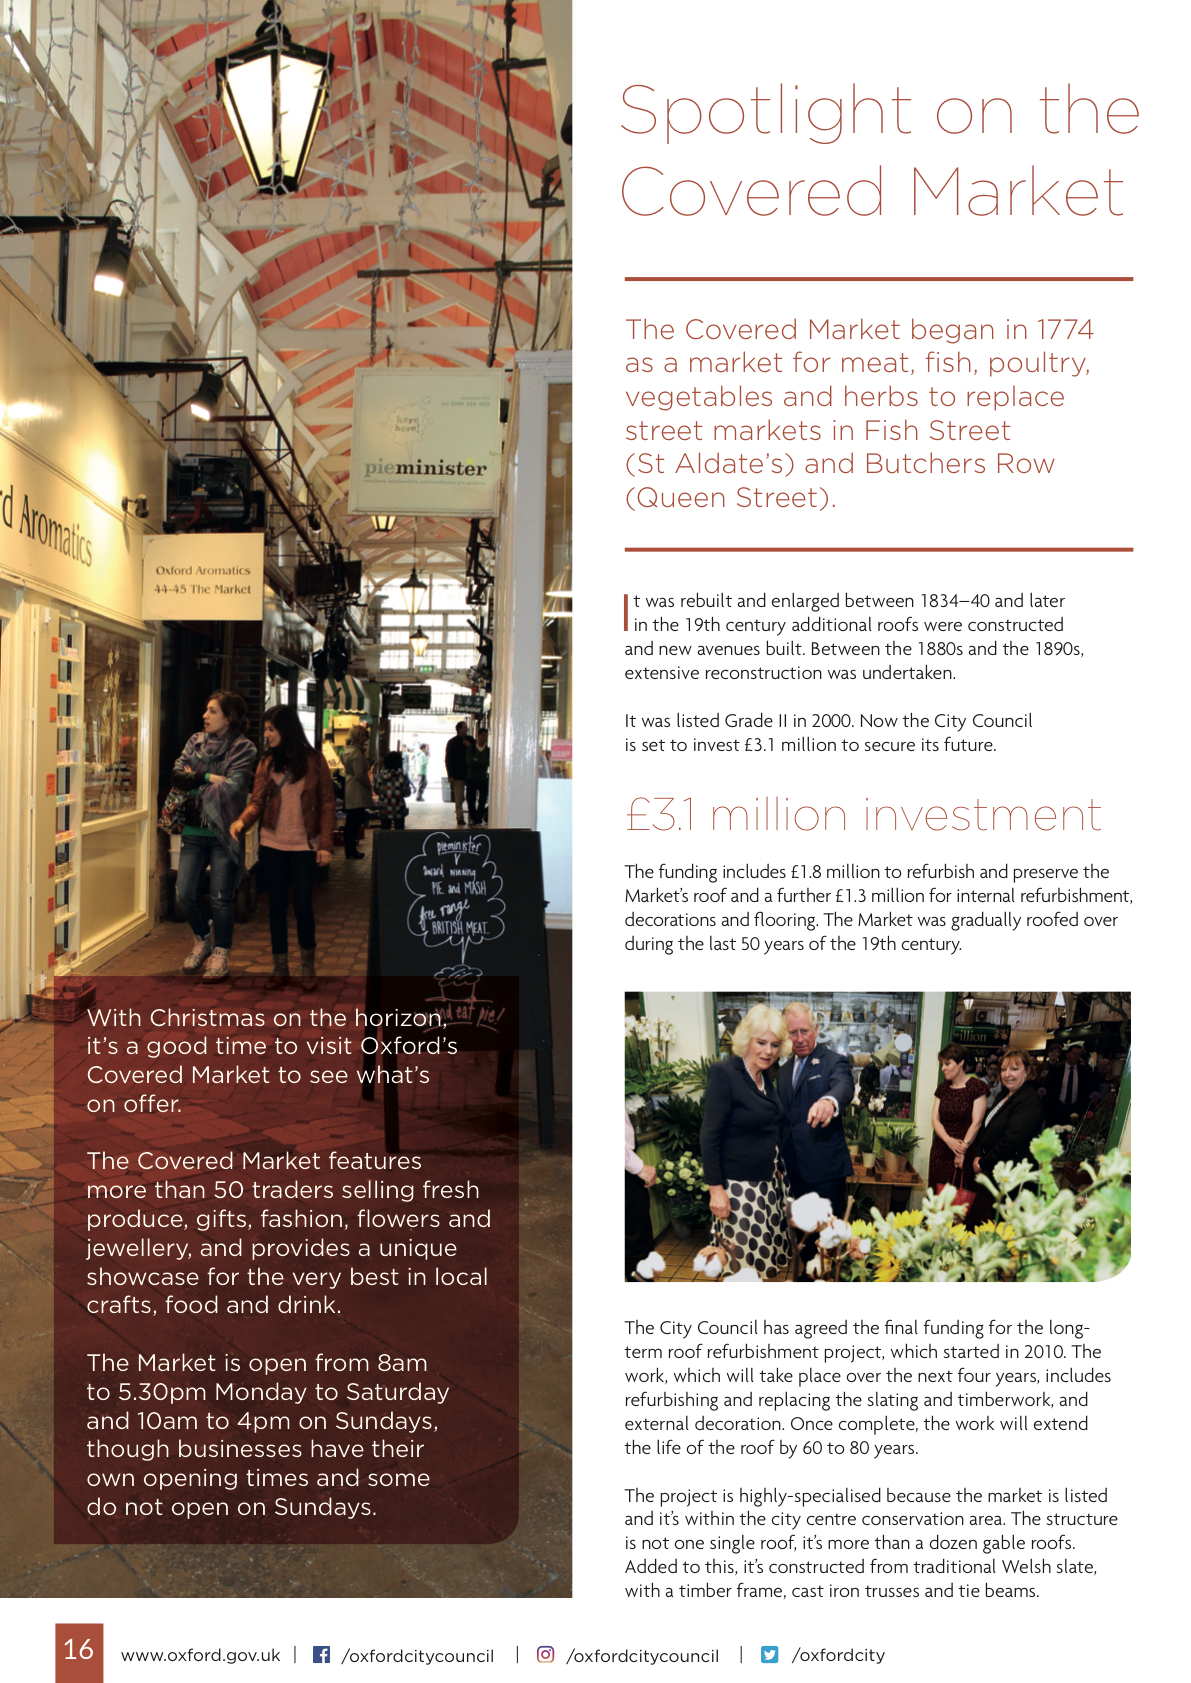 Spotlight on the
Covered Market
The Covered Market began in 1774
as a market for meat, fish, poultry,
vegetables and herbs to replace
street markets in Fish Street
(St Aldate's) and Butchers Row
(Queen Street).
It was rebuilt and enlarged between 1834–40 and later
in the 19th century additional roofs were constructed
and new avenues built. Between the 1880s and the 1890s,
extensive reconstruction was undertaken.
It was listed Grade II in 2000. Now the City Council
is set to invest £3.1 million to secure its future.
£3.1 million investment
The funding includes £1.8 million to refurbish and preserve the
Market's roof and a further £1.3 million for internal refurbishment,
decorations and flooring. The Market was gradually roofed over
during the last 50 years of the 19th century.
The City Council has agreed the final funding for the long-
term roof refurbishment project, which started in 2010. The
work, which will take place over the next four years, includes
refurbishing and replacing the slating and timberwork, and
external decoration. Once complete, the work will extend
the life of the roof by 60 to 80 years.
The project is highly-specialised because the market is listed
and it's within the city centre conservation area. The structure
is not one single roof, it's more than a dozen gable roofs.
Added to this, it's constructed from traditional Welsh slate,
with a timber frame, cast iron trusses and tie beams.
here
here!
pieminister
d Aromatics
Oxford Aromatics
44-45 The Market
pieminister
award winning
PIE and MASH
free range
BRITISH MEAT
and eat pie!
With Christmas on the horizon,
it's a good time to visit Oxford's
Covered Market to see what's
on offer.
The Covered Market features
more than 50 traders selling fresh
produce, gifts, fashion, flowers and
jewellery, and provides a unique
showcase for the very best in local
crafts, food and drink.
The Market is open from 8am
to 5.30pm Monday to Saturday
and 10am to 4pm on Sundays,
though businesses have their
own opening times and some
do not open on Sundays.
16 www.oxford.gov.uk | /oxfordcitycouncil | /oxfordcitycouncil | /oxfordcity